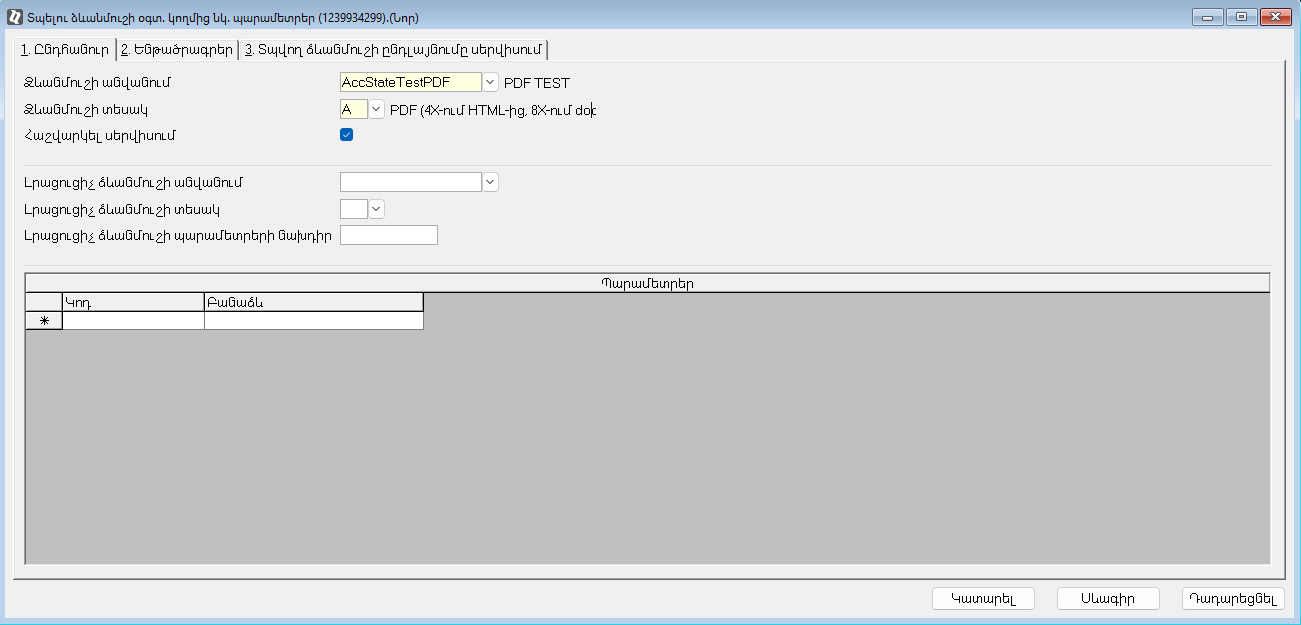 Տպելու ձևանմուշի օգտ. կողմից նկ. պարամետրեր (1239934299).(Նոր)
1. Ընդհանուր 2. Ենթածրագրեր 3. Տպվող ձևանմուշի ընդլայնումը սերվիսում
Ձևանմուշի անվանում AccStateTestPDF PDF TEST
Ձևանմուշի տեսակ A PDF (4X-ում HTML-ից, 8X-ում doc
Հաշվարկել սերվիսում
Լրացուցիչ ձևանմուշի անվանում
Լրացուցիչ ձևանմուշի տեսակ
Լրացուցիչ ձևանմուշի պարամետրերի նախդիր
Պարամետրեր
Կոդ Բանաձև
Կատարել Սևագիր Դադարեցնել